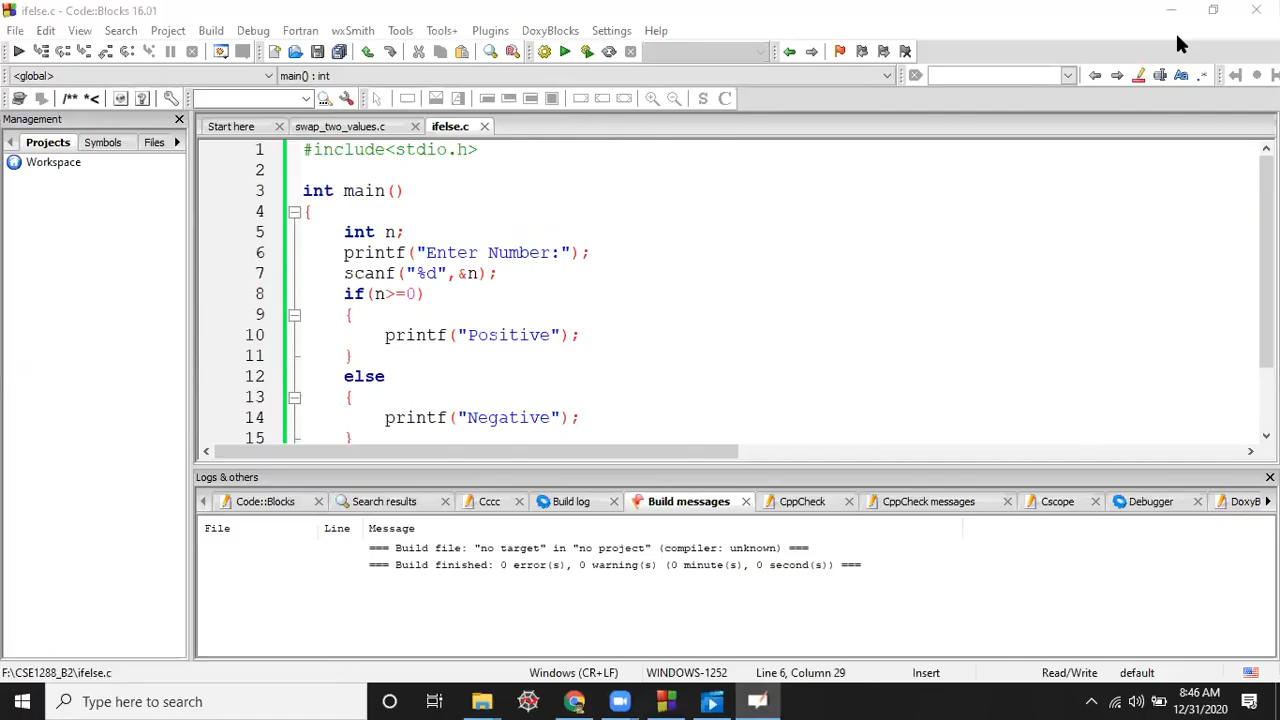 ifelse.c - Code::Blocks 16.01
File Edit View Search Project Build Debug Fortran wxSmith Tools Tools+ Plugins DoxyBlocks Settings Help
<global> main() : int
/** *<
S C
Management
Start here swap_two_values.c ifelse.c
Projects Symbols Files
Workspace
1 #include<stdio.h>
2
3 int main()
4 {
5 int n;
6 printf("Enter Number:");
7 scanf("%d",&n);
8 if(n>=0)
9 {
10 printf("Positive");
11 }
12 else
13 {
14 printf("Negative");
15 }
Logs & others
Code::Blocks Search results Cccc Build log Build messages CppCheck CppCheck messages Cscope Debugger DoxyB
File Line Message
=== Build file: "no target" in "no project" (compiler: unknown) ===
=== Build finished: 0 error(s), 0 warning(s) (0 minute(s), 0 second(s)) ===
F:\CSE1288_B2\ifelse.c Windows (CR+LF) WINDOWS-1252 Line 6, Column 29 Insert Read/Write default
Type here to search
8:46 AM
12/31/2020